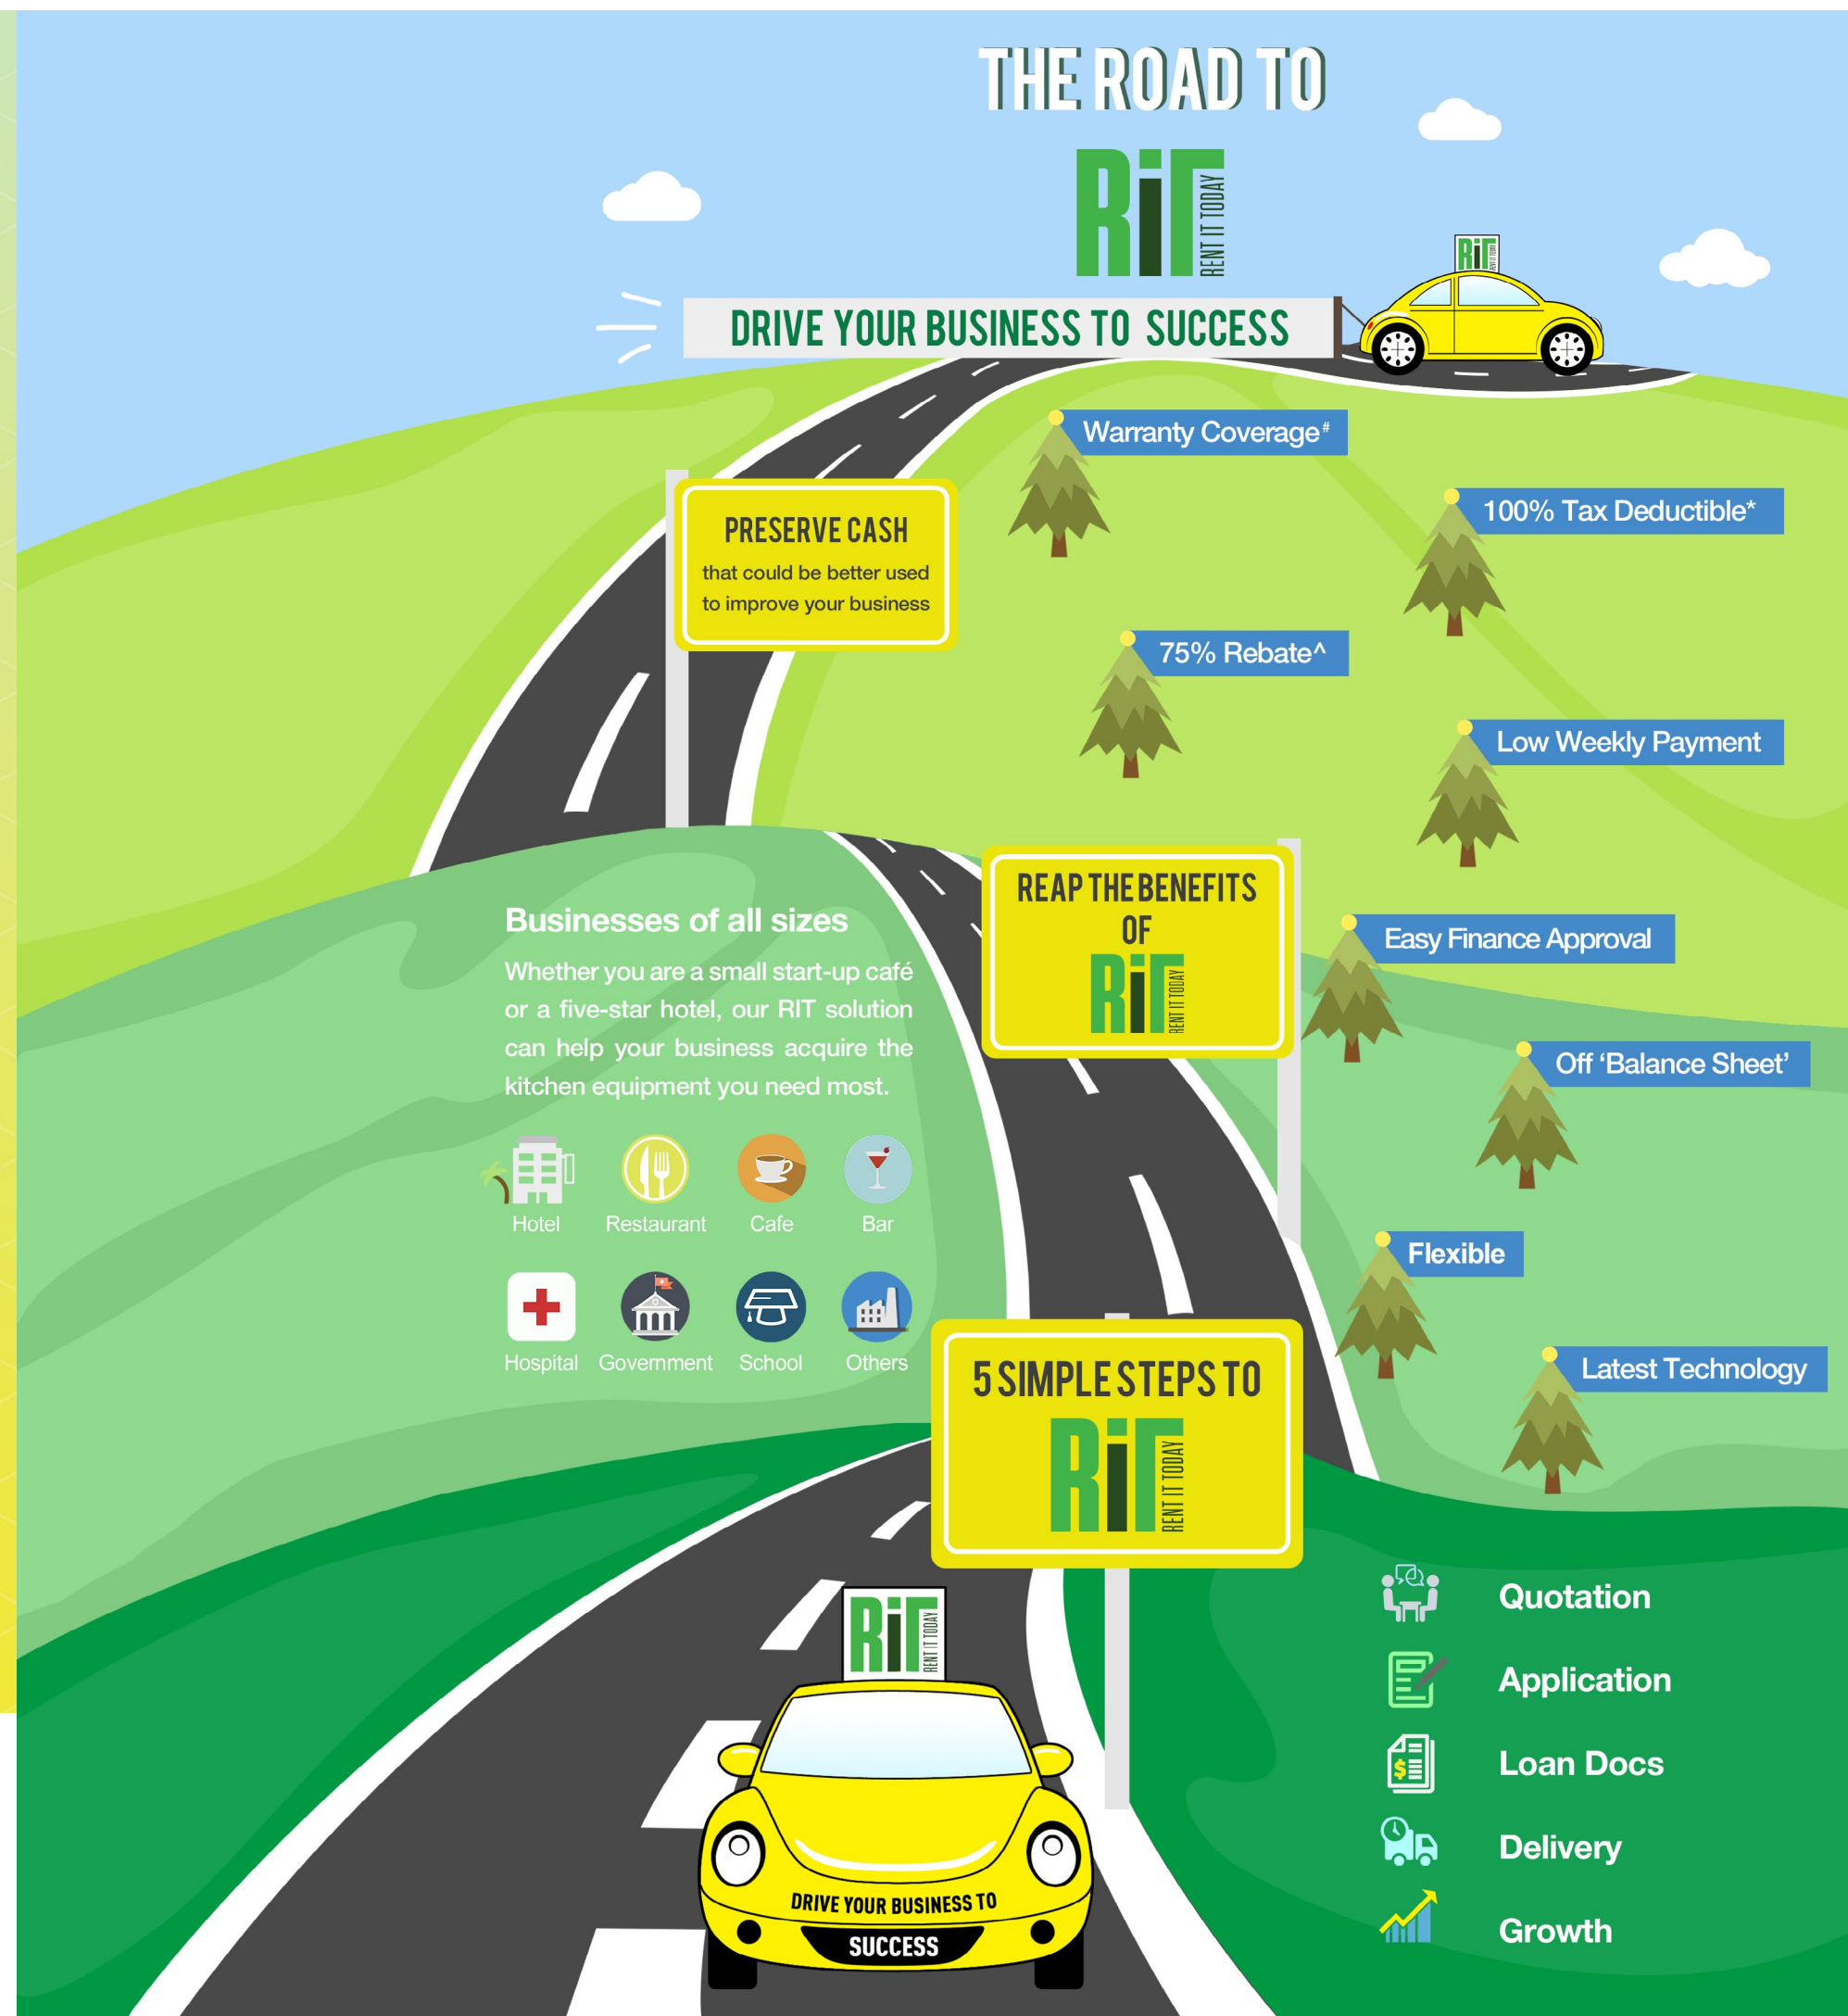 THE ROAD TO
RiT
RENT IT TODAY
RiT
RENT IT TODAY
DRIVE YOUR BUSINESS TO SUCCESS
Warranty Coverage#
100% Tax Deductible*
PRESERVE CASH
that could be better used
to improve your business
75% Rebate^
Low Weekly Payment
REAP THE BENEFITS
OF
RiT
RENT IT TODAY
Businesses of all sizes
Whether you are a small start-up café
or a five-star hotel, our RIT solution
can help your business acquire the
kitchen equipment you need most.
Easy Finance Approval
Off ‘Balance Sheet’
Hotel
Restaurant
Cafe
Bar
Flexible
Hospital
Government
School
Others
Latest Technology
5 SIMPLE STEPS TO
RiT
RENT IT TODAY
Quotation
Application
Loan Docs
Delivery
Growth
RiT
RENT IT TODAY
DRIVE YOUR BUSINESS TO
SUCCESS